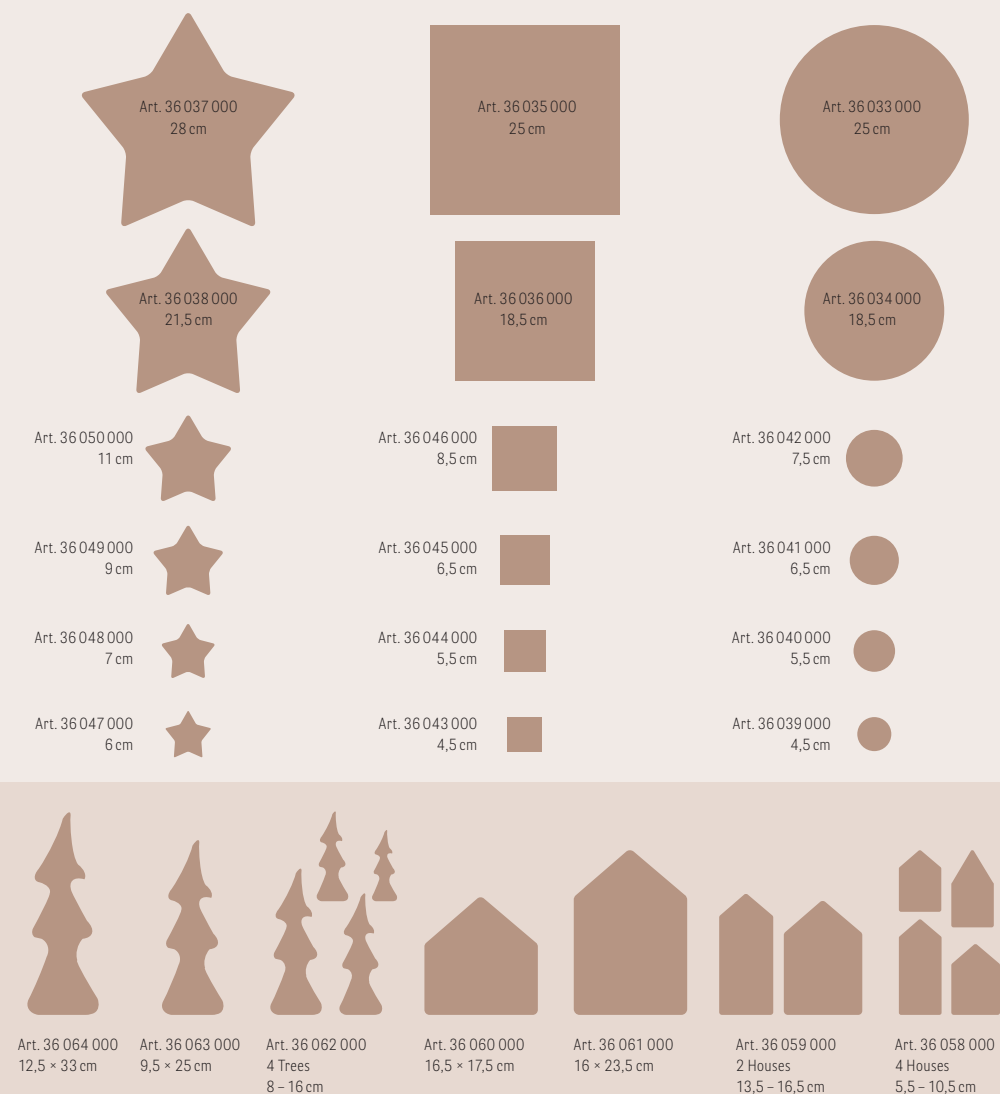 Art. 36 037 000
28 cm
Art. 36 035 000
25 cm
Art. 36 033 000
25 cm
Art. 36 038 000
21,5 cm
Art. 36 036 000
18,5 cm
Art. 36 034 000
18,5 cm
Art. 36 050 000
11 cm
Art. 36 046 000
8,5 cm
Art. 36 042 000
7,5 cm
Art. 36 049 000
9 cm
Art. 36 045 000
6,5 cm
Art. 36 041 000
6,5 cm
Art. 36 048 000
7 cm
Art. 36 044 000
5,5 cm
Art. 36 040 000
5,5 cm
Art. 36 047 000
6 cm
Art. 36 043 000
4,5 cm
Art. 36 039 000
4,5 cm
Art. 36 064 000
12,5 × 33 cm
Art. 36 063 000
9,5 × 25 cm
Art. 36 062 000
4 Trees
8 – 16 cm
Art. 36 060 000
16,5 × 17,5 cm
Art. 36 061 000
16 × 23,5 cm
Art. 36 059 000
2 Houses
13,5 – 16,5 cm
Art. 36 058 000
4 Houses
5,5 – 10,5 cm